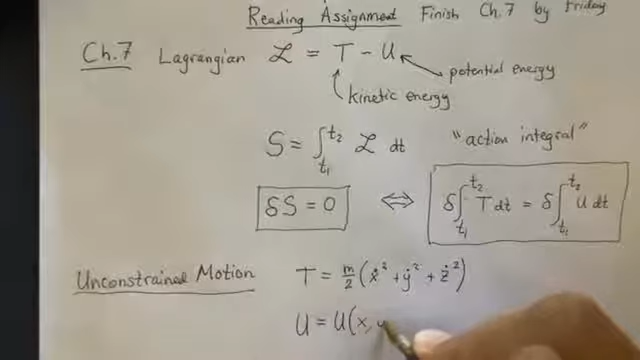 Reading Assignment Finish Ch. 7 by Friday
Ch. 7 Lagrangian ℒ = T − U
potential energy
kinetic energy
S = ∫_{t₁}^{t₂} ℒ dt "action integral"
δS = 0 ⇔ δ∫_{t₁}^{t₂} T dt = δ∫_{t₁}^{t₂} U dt
Unconstrained Motion T = m/2 (ẋ² + ẏ² + ż²)
U = U(x,